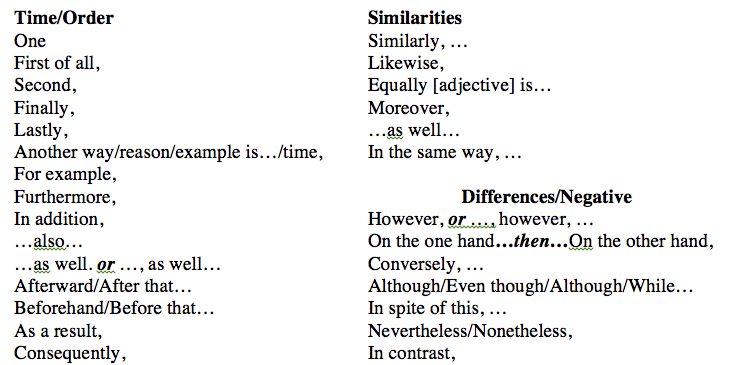 Time/Order
One
First of all,
Second,
Finally,
Lastly,
Another way/reason/example is…/time,
For example,
Furthermore,
In addition,
…also…
…as well. or …, as well…
Afterward/After that…
Beforehand/Before that…
As a result,
Consequently,
Similarities
Similarly, …
Likewise,
Equally [adjective] is…
Moreover,
…as well…
In the same way, …
Differences/Negative
However, or …, however, …
On the one hand…then…On the other hand,
Conversely, …
Although/Even though/Although/While…
In spite of this, …
Nevertheless/Nonetheless,
In contrast,